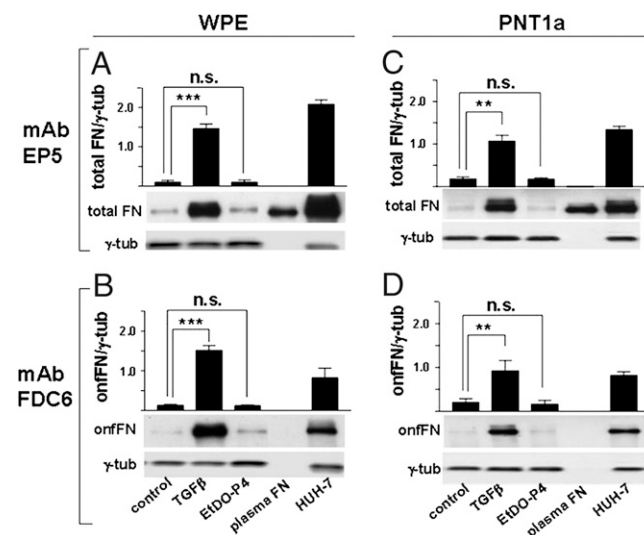 WPE
PNT1a
mAb
EP5
A
total FN/γ-tub
2.0
1.0
n.s.
***
total FN
γ-tub
C
total FN/γ-tub
2.0
1.0
n.s.
**
total FN
γ-tub
mAb
FDC6
B
onfFN/γ-tub
2.0
1.0
n.s.
***
onfFN
γ-tub
control
TGFβ
EtDO-P4
plasma FN
HUH-7
D
onfFN/γ-tub
2.0
1.0
n.s.
**
onfFN
γ-tub
control
TGFβ
EtDO-P4
plasma FN
HUH-7